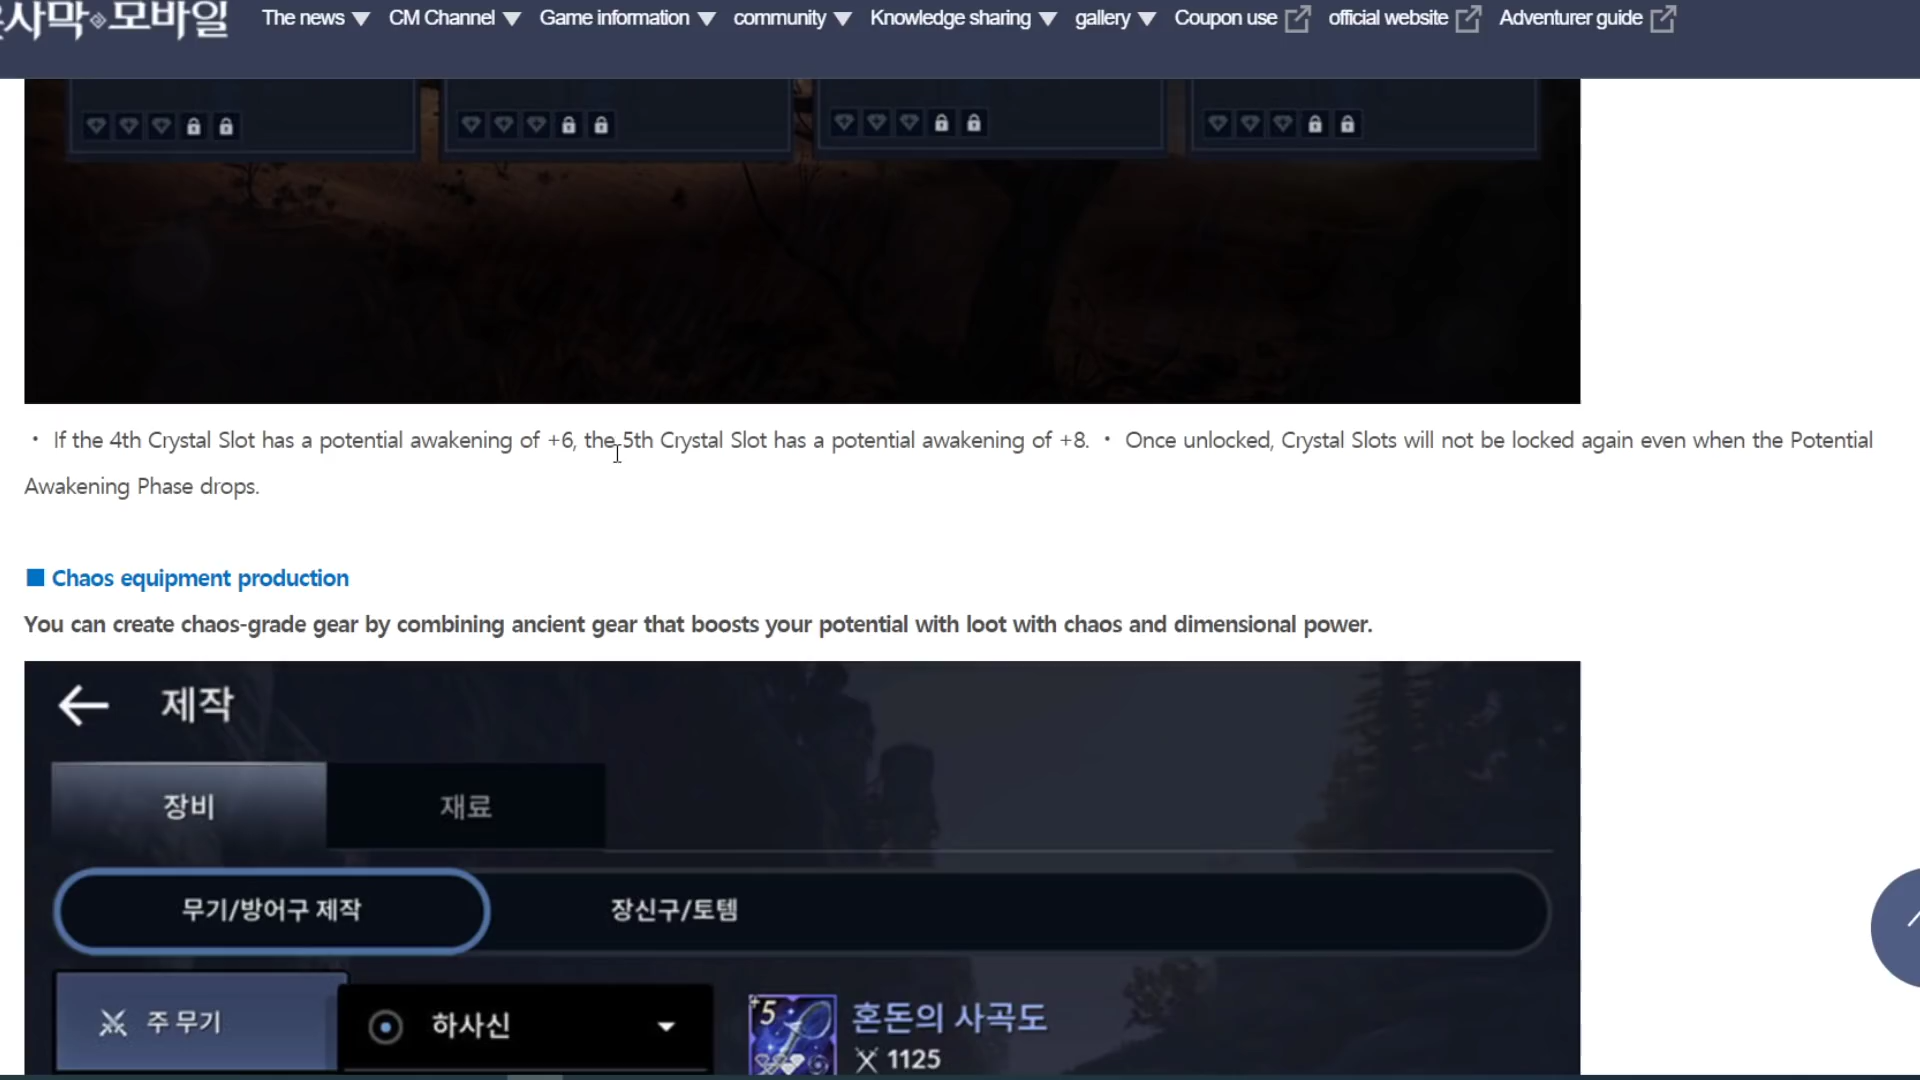 사막 모바일
The news CM Channel Game information community Knowledge sharing gallery Coupon use official website Adventurer guide
・ If the 4th Crystal Slot has a potential awakening of +6, the 5th Crystal Slot has a potential awakening of +8. ・ Once unlocked, Crystal Slots will not be locked again even when the Potential
Awakening Phase drops.
Chaos equipment production
You can create chaos-grade gear by combining ancient gear that boosts your potential with loot with chaos and dimensional power.
제작
장비 재료
무기/방어구 제작 장신구/토템
주 무기 하사신 +5 혼돈의 사곡도
1125